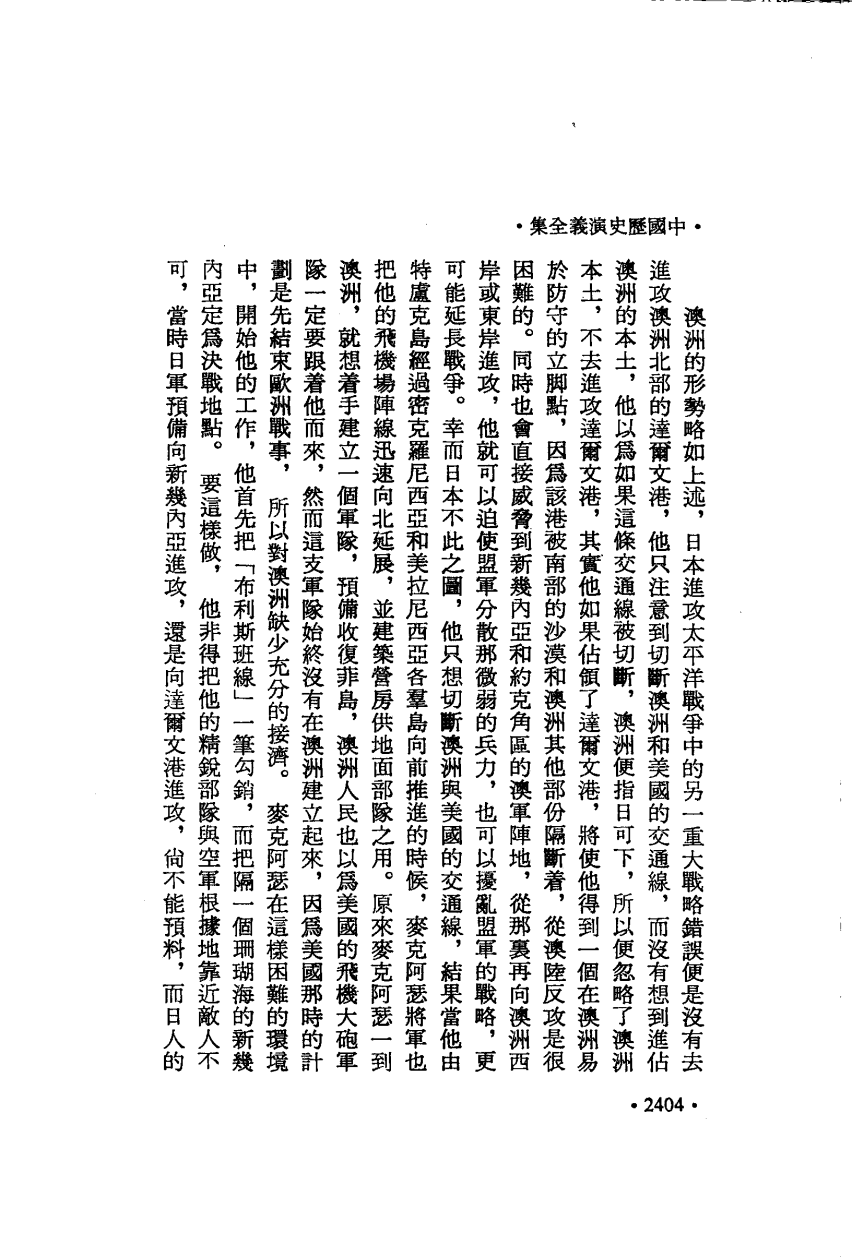 •中國歷史演義全集•
澳洲的形勢略如上述，日本進攻太平洋戰爭中的另一重大戰略錯誤便是沒有去
進攻澳洲北部的達爾文港，他只注意到切斷澳洲和美國的交通線，而沒有想到進佔
澳洲的本土，他以爲如果這條交通線被切斷，澳洲便指日可下，所以便忽略了澳洲
本土，不去進攻達爾文港，其實他如果佔領了達爾文港，將使他得到一個在澳洲易
於防守的立脚點，因爲該港被南部的沙漠和澳洲其他部份隔斷着，從澳陸反攻是很
困難的。同時也會直接威脅到新幾內亞和約克角區的澳軍陣地，從那裏再向澳洲西
岸或東岸進攻，他就可以迫使盟軍分散那微弱的兵力，也可以擾亂盟軍的戰略，更
可能延長戰爭。幸而日本不此之圖，他只想切斷澳洲與美國的交通線，結果當他由
特盧克島經過密克羅尼西亞和美拉尼西亞各羣島向前推進的時候，麥克阿瑟將軍也
把他的飛機場陣線迅速向北延展，並建築營房供地面部隊之用。原來麥克阿瑟一到
澳洲，就想着手建立一個軍隊，預備收復菲島，澳洲人民也以爲美國的飛機大砲軍
隊一定要跟着他而來，然而這支軍隊始終沒有在澳洲建立起來，因爲美國那時的計
劃是先結束歐洲戰事，所以對澳洲缺少充分的接濟。麥克阿瑟在這樣困難的環境
中，開始他的工作，他首先把「布利斯班線」一筆勾銷，而把隔一個珊瑚海的新幾
內亞定爲決戰地點。要這樣做，他非得把他的精銳部隊與空軍根據地靠近敵人不
可，當時日軍預備向新幾內亞進攻，還是向達爾文港進攻，尙不能預料，而日人的
•2404•